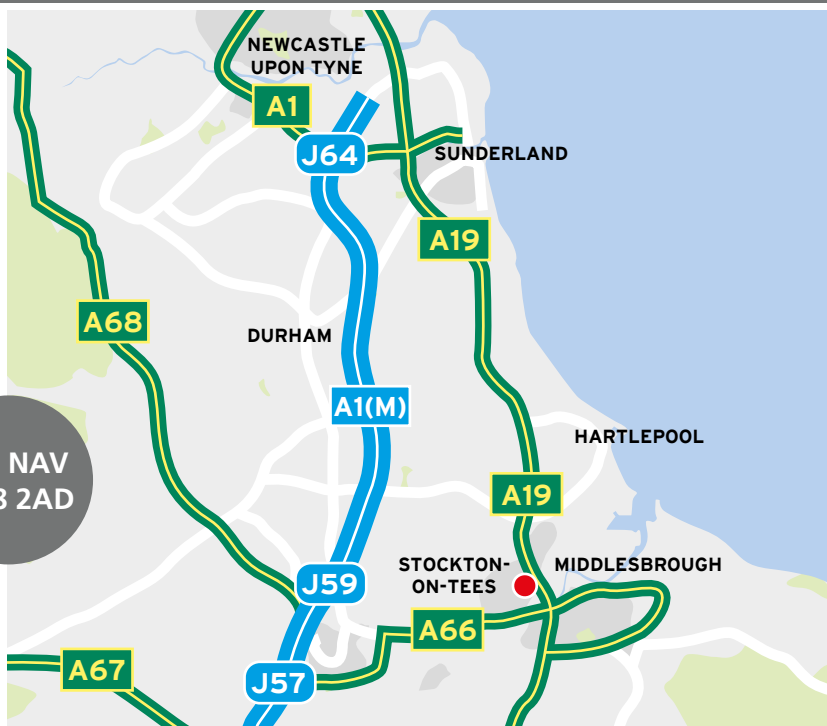 NEWCASTLE
UPON TYNE
A1
J64
SUNDERLAND
A19
A68
DURHAM
A1(M)
HARTLEPOOL
NAV
2AD
A19
STOCKTON-
ON-TEES
MIDDLESBROUGH
J59
A66
A67
J57